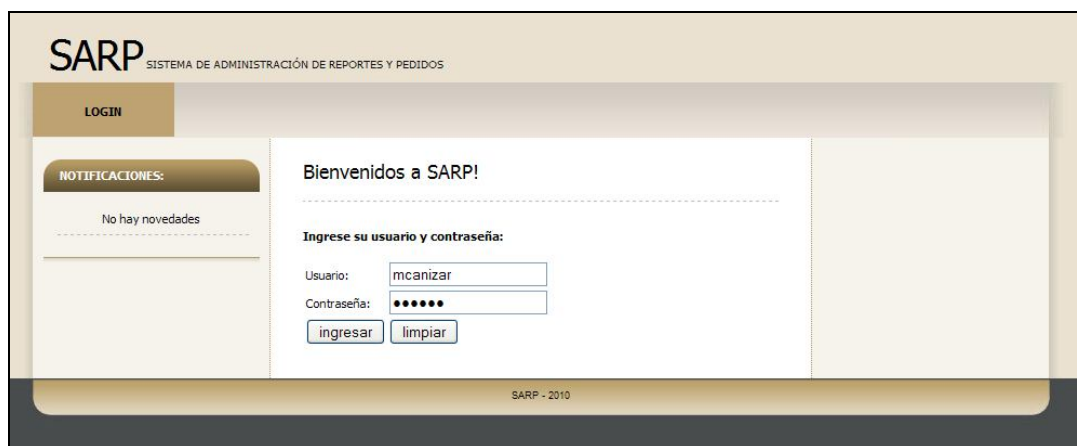 SARP SISTEMA DE ADMINISTRACIÓN DE REPORTES Y PEDIDOS
LOGIN
NOTIFICACIONES:
No hay novedades
Bienvenidos a SARP!
Ingrese su usuario y contraseña:
Usuario: mcanizar
Contraseña: ●●●●●●
ingresar limpiar
SARP - 2010